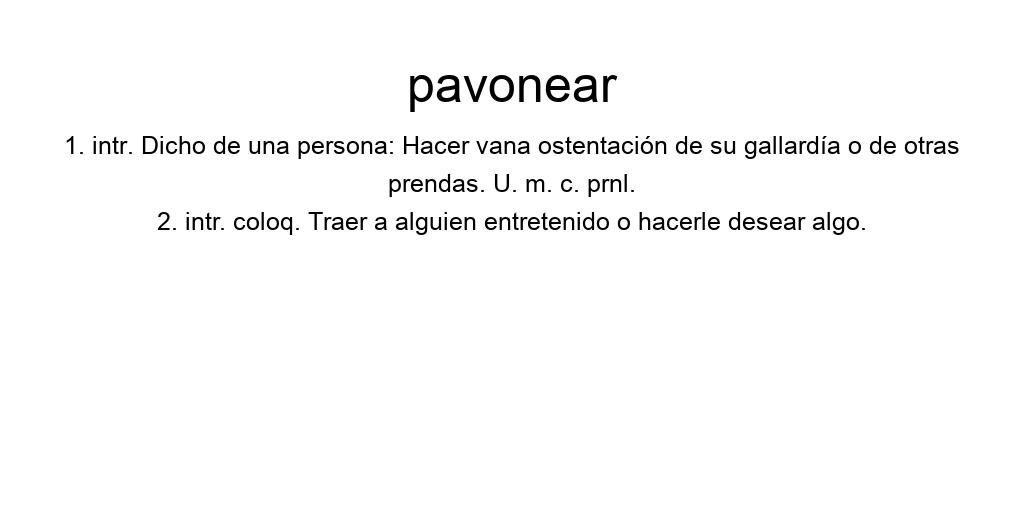 pavonear
1. intr. Dicho de una persona: Hacer vana ostentación de su gallardía o de otras
prendas. U. m. c. prnl.
2. intr. coloq. Traer a alguien entretenido o hacerle desear algo.